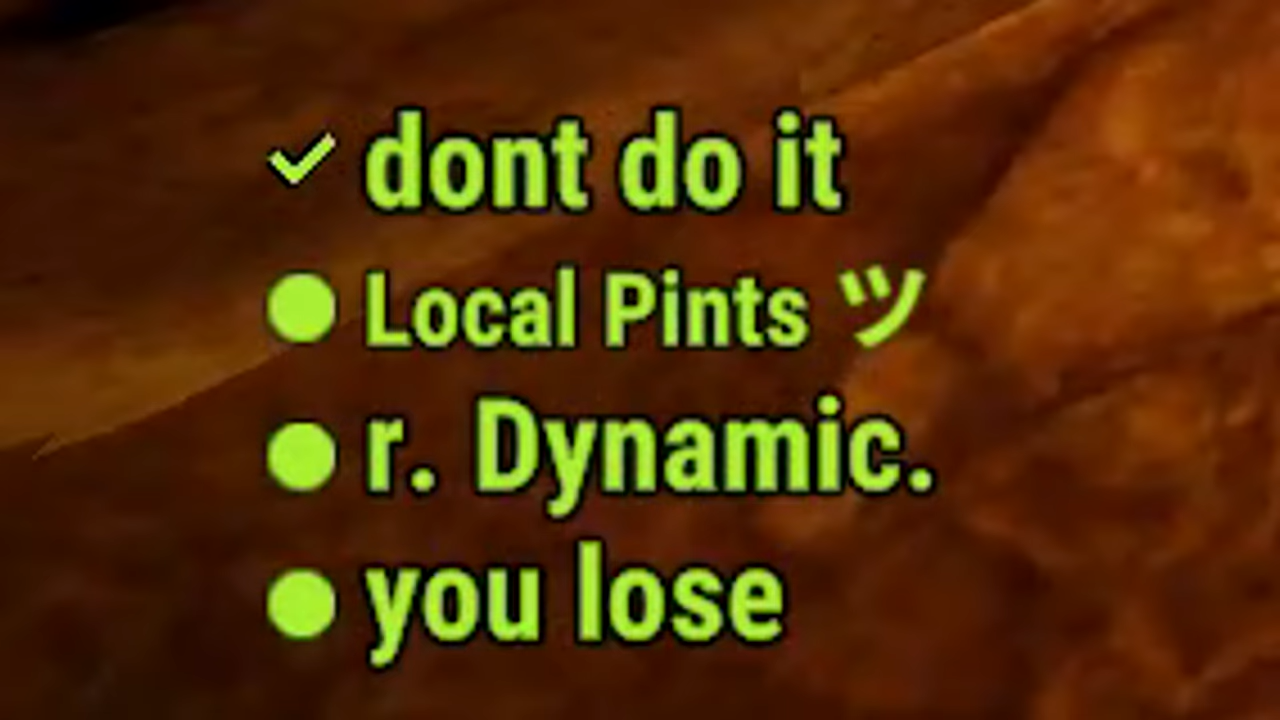 dont do it
Local Pints ツ
r. Dynamic.
you lose